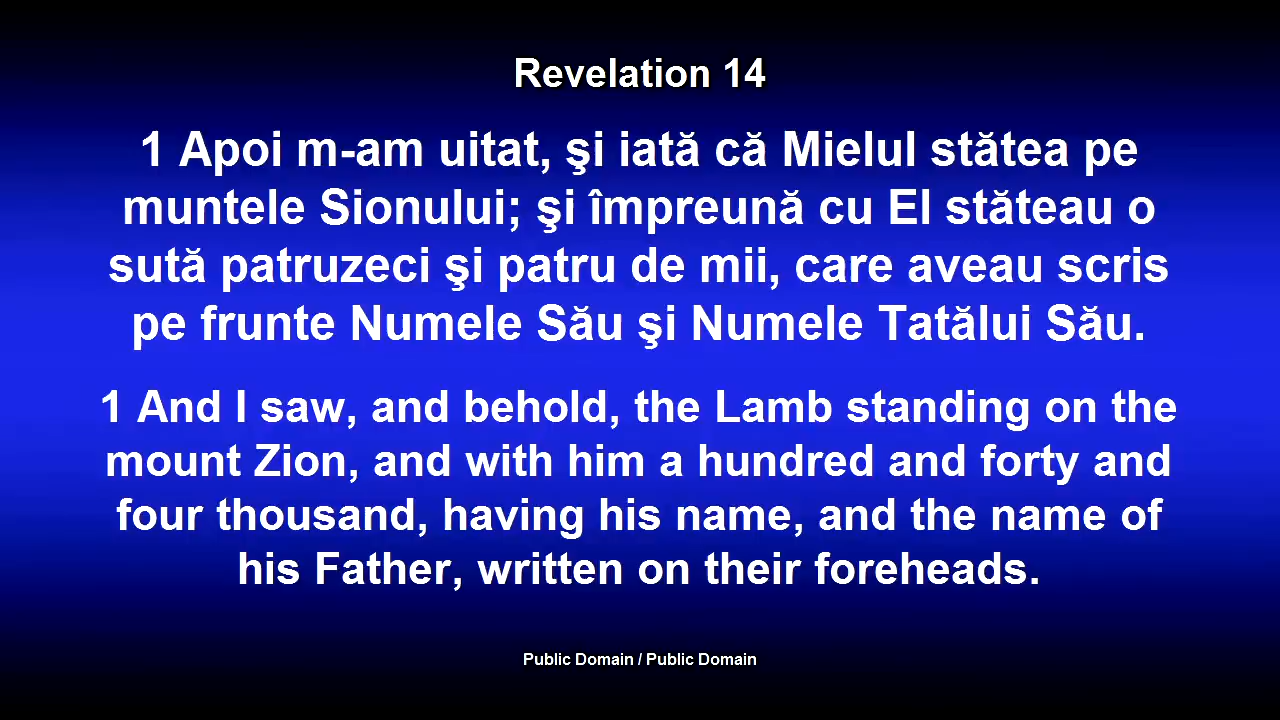 Revelation 14
1 Apoi m-am uitat, şi iată că Mielul stătea pe
muntele Sionului; şi împreună cu El stăteau o
sută patruzeci şi patru de mii, care aveau scris
pe frunte Numele Său şi Numele Tatălui Său.
1 And I saw, and behold, the Lamb standing on the
mount Zion, and with him a hundred and forty and
four thousand, having his name, and the name of
his Father, written on their foreheads.
Public Domain / Public Domain